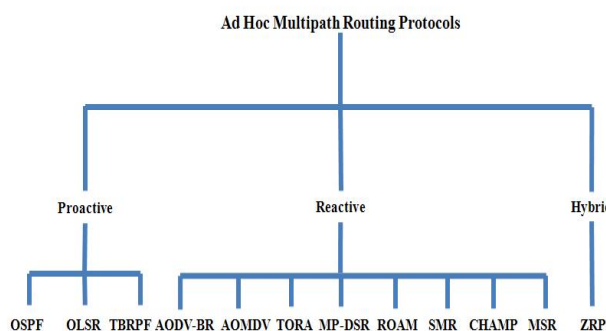 Ad Hoc Multipath Routing Protocols
Proactive Reactive Hybri
OSPF OLSR TBRPF AODV-BR AOMDV TORA MP-DSR ROAM SMR CHAMP MSR ZRP